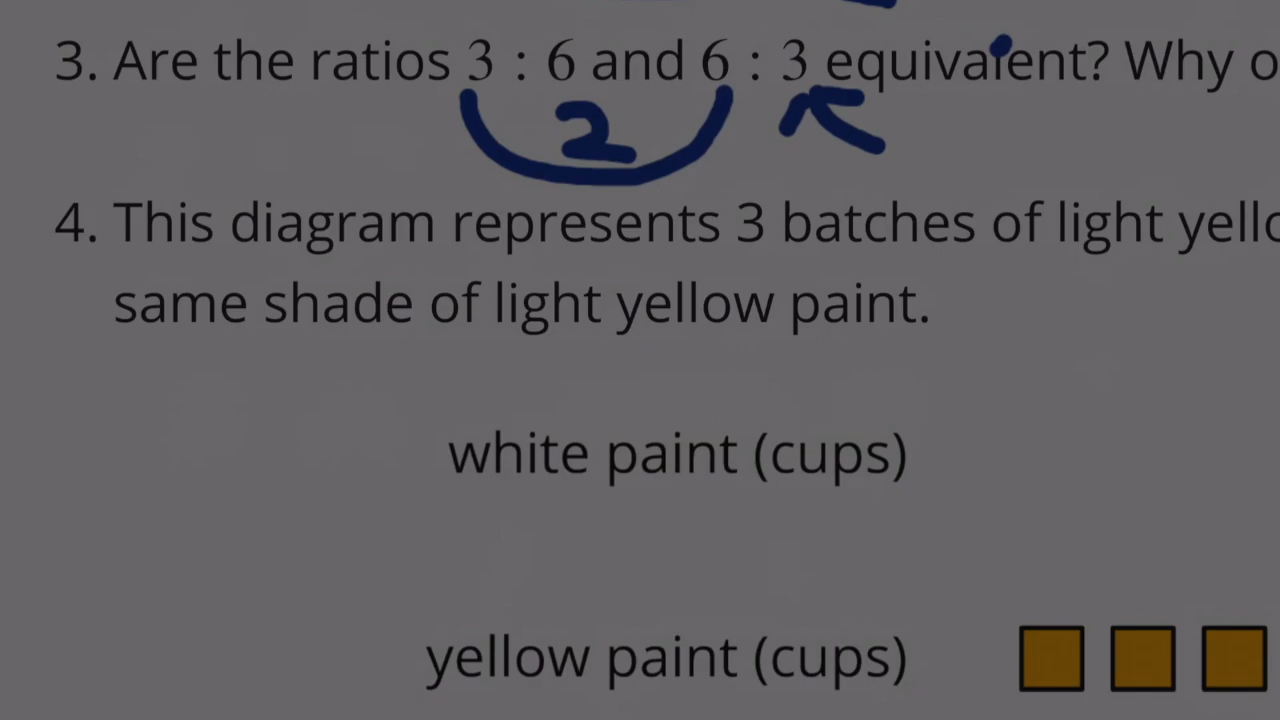 3. Are the ratios 3 : 6 and 6 : 3 equivalent? Why o
2
4. This diagram represents 3 batches of light yello
same shade of light yellow paint.
white paint (cups)
yellow paint (cups)